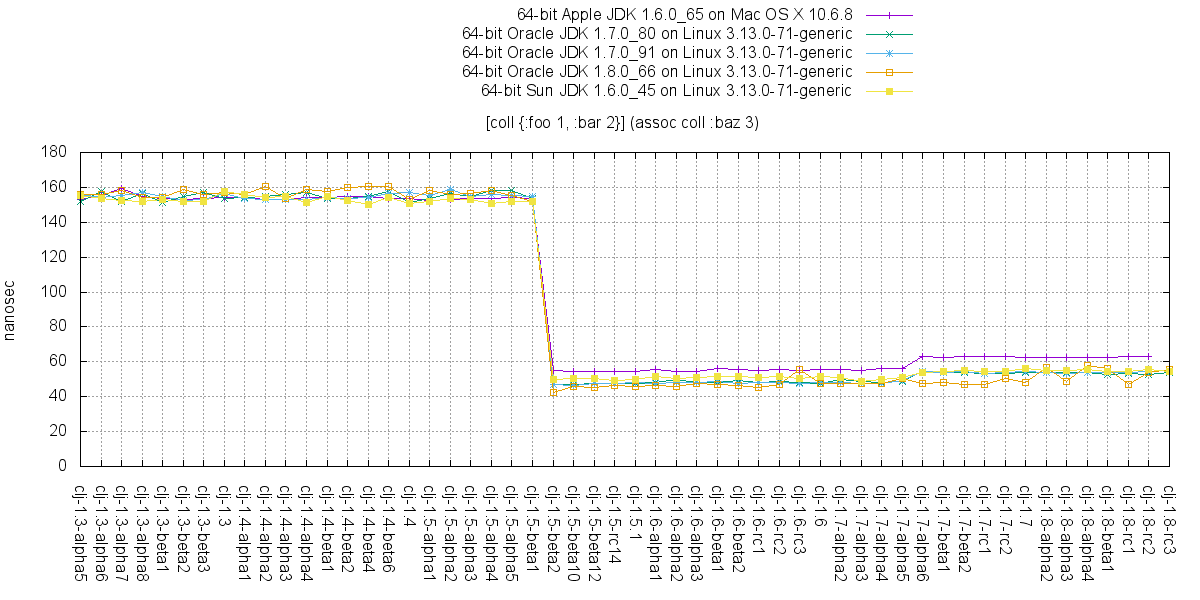 64-bit Apple JDK 1.6.0_65 on Mac OS X 10.6.8
64-bit Oracle JDK 1.7.0_80 on Linux 3.13.0-71-generic
64-bit Oracle JDK 1.7.0_91 on Linux 3.13.0-71-generic
64-bit Oracle JDK 1.8.0_66 on Linux 3.13.0-71-generic
64-bit Sun JDK 1.6.0_45 on Linux 3.13.0-71-generic
[coll {:foo 1, :bar 2}] (assoc coll :baz 3)
180
160
140
120
100
80
60
40
20
0
nanosec
clj-1.3-alpha5
clj-1.3-alpha6
clj-1.3-alpha7
clj-1.3-alpha8
clj-1.3-beta1
clj-1.3-beta2
clj-1.3-beta3
clj-1.3
clj-1.4-alpha1
clj-1.4-alpha2
clj-1.4-alpha3
clj-1.4-alpha4
clj-1.4-beta1
clj-1.4-beta2
clj-1.4-beta4
clj-1.4-beta6
clj-1.4
clj-1.5-alpha1
clj-1.5-alpha2
clj-1.5-alpha3
clj-1.5-alpha4
clj-1.5-alpha5
clj-1.5-beta1
clj-1.5-beta2
clj-1.5-beta10
clj-1.5-beta12
clj-1.5-rc14
clj-1.5.1
clj-1.6-alpha1
clj-1.6-alpha2
clj-1.6-alpha3
clj-1.6-beta1
clj-1.6-beta2
clj-1.6-rc1
clj-1.6-rc2
clj-1.6-rc3
clj-1.6
clj-1.7-alpha2
clj-1.7-alpha3
clj-1.7-alpha4
clj-1.7-alpha5
clj-1.7-alpha6
clj-1.7-beta1
clj-1.7-beta2
clj-1.7-rc1
clj-1.7-rc2
clj-1.7
clj-1.8-alpha2
clj-1.8-alpha3
clj-1.8-alpha4
clj-1.8-beta1
clj-1.8-rc1
clj-1.8-rc2
clj-1.8-rc3